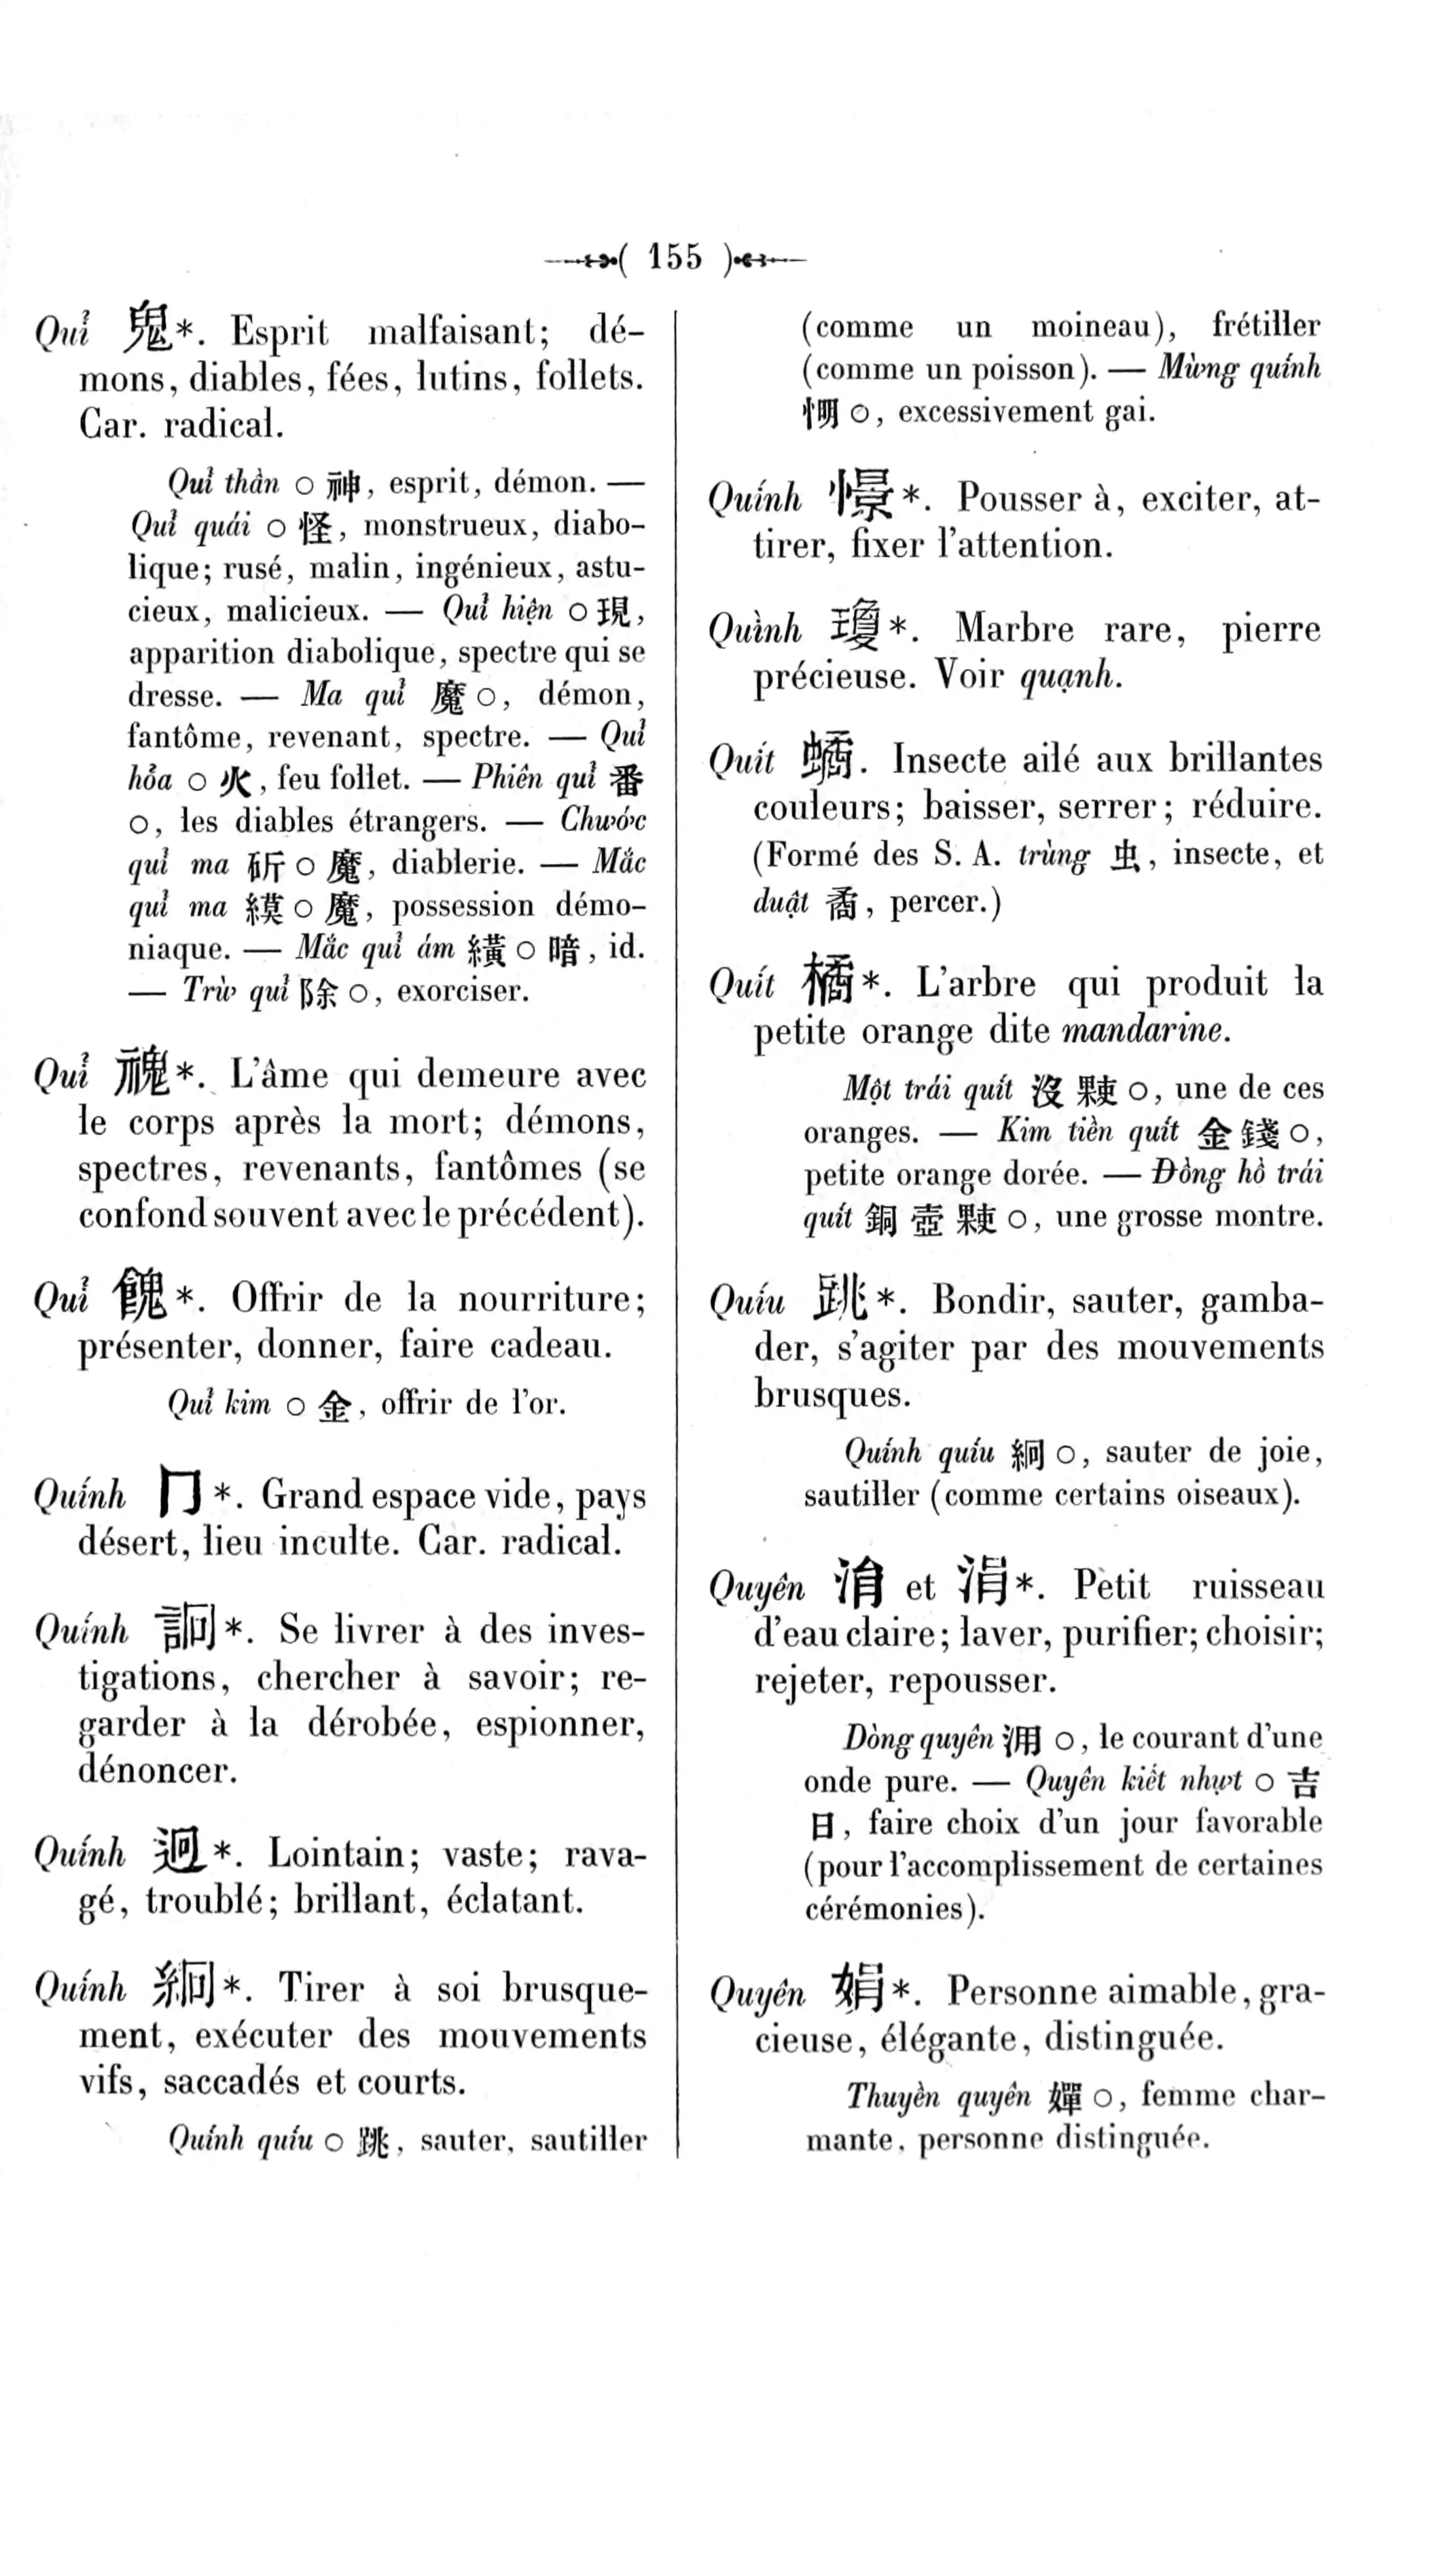 ( 155 )
Quỉ 鬼*. Esprit malfaisant; dé-
mons, diables, fées, lutins, follets.
Car. radical.
Quỉ thần ○ 神, esprit, démon. —
Quỉ quái ○ 怪, monstrueux, diabo-
lique; rusé, malin, ingénieux, astu-
cieux, malicieux. — Quỉ hiện ○ 現,
apparition diabolique, spectre qui se
dresse. — Ma quỉ 魔 ○, démon,
fantôme, revenant, spectre. — Quỉ
hỏa ○ 火, feu follet. — Phiên quỉ 番
○, les diables étrangers. — Chước
quỉ ma 斫 ○ 魔, diablerie. — Mắc
quỉ ma 縸 ○ 魔, possession démo-
niaque. — Mắc quỉ ám ○ 暗, id.
— Trừ quỉ 除 ○, exorciser.
Quỉ *. L'âme qui demeure avec
le corps après la mort; démons,
spectres, revenants, fantômes (se
confond souvent avec le précédent).
Quỉ 餽*. Offrir de la nourriture;
présenter, donner, faire cadeau.
Quỉ kim ○ 金, offrir de l'or.
Quính 冂*. Grand espace vide, pays
désert, lieu inculte. Car. radical.
Quính 詗*. Se livrer à des inves-
tigations, chercher à savoir; re-
garder à la dérobée, espionner,
dénoncer.
Quính 迥*. Lointain; vaste; rava-
gé, troublé; brillant, éclatant.
Quính 絅*. Tirer à soi brusque-
ment, exécuter des mouvements
vifs, saccadés et courts.
Quính quíu ○ 跳, sauter, sautiller
(comme un moineau), frétiller
(comme un poisson). — Mừng quính
○, excessivement gai.
Quính 憬*. Pousser à, exciter, at-
tirer, fixer l'attention.
Quình 瓊*. Marbre rare, pierre
précieuse. Voir quạnh.
Quít 蟠. Insecte ailé aux brillantes
couleurs; baisser, serrer; réduire.
(Formé des S. A. trùng 虫, insecte, et
duật 矞, percer.)
Quít 橘*. L'arbre qui produit la
petite orange dite mandarine.
Một trái quít 沒 ○, une de ces
oranges. — Kim tiền quít 金 錢 ○,
petite orange dorée. — Đồng hồ trái
quít 銅 壼 ○, une grosse montre.
Quíu 跳*. Bondir, sauter, gamba-
der, s'agiter par des mouvements
brusques.
Quính quíu 絅 ○, sauter de joie,
sautiller (comme certains oiseaux).
Quyên et 涓*. Petit ruisseau
d'eau claire; laver, purifier; choisir;
rejeter, repousser.
Dòng quyên ○, le courant d'une
onde pure. — Quyên kiết nhựt ○ 吉
日, faire choix d'un jour favorable
(pour l'accomplissement de certaines
cérémonies).
Quyên 娟*. Personne aimable, gra-
cieuse, élégante, distinguée.
Thuyền quyên 嬋 ○, femme char-
mante, personne distinguée.